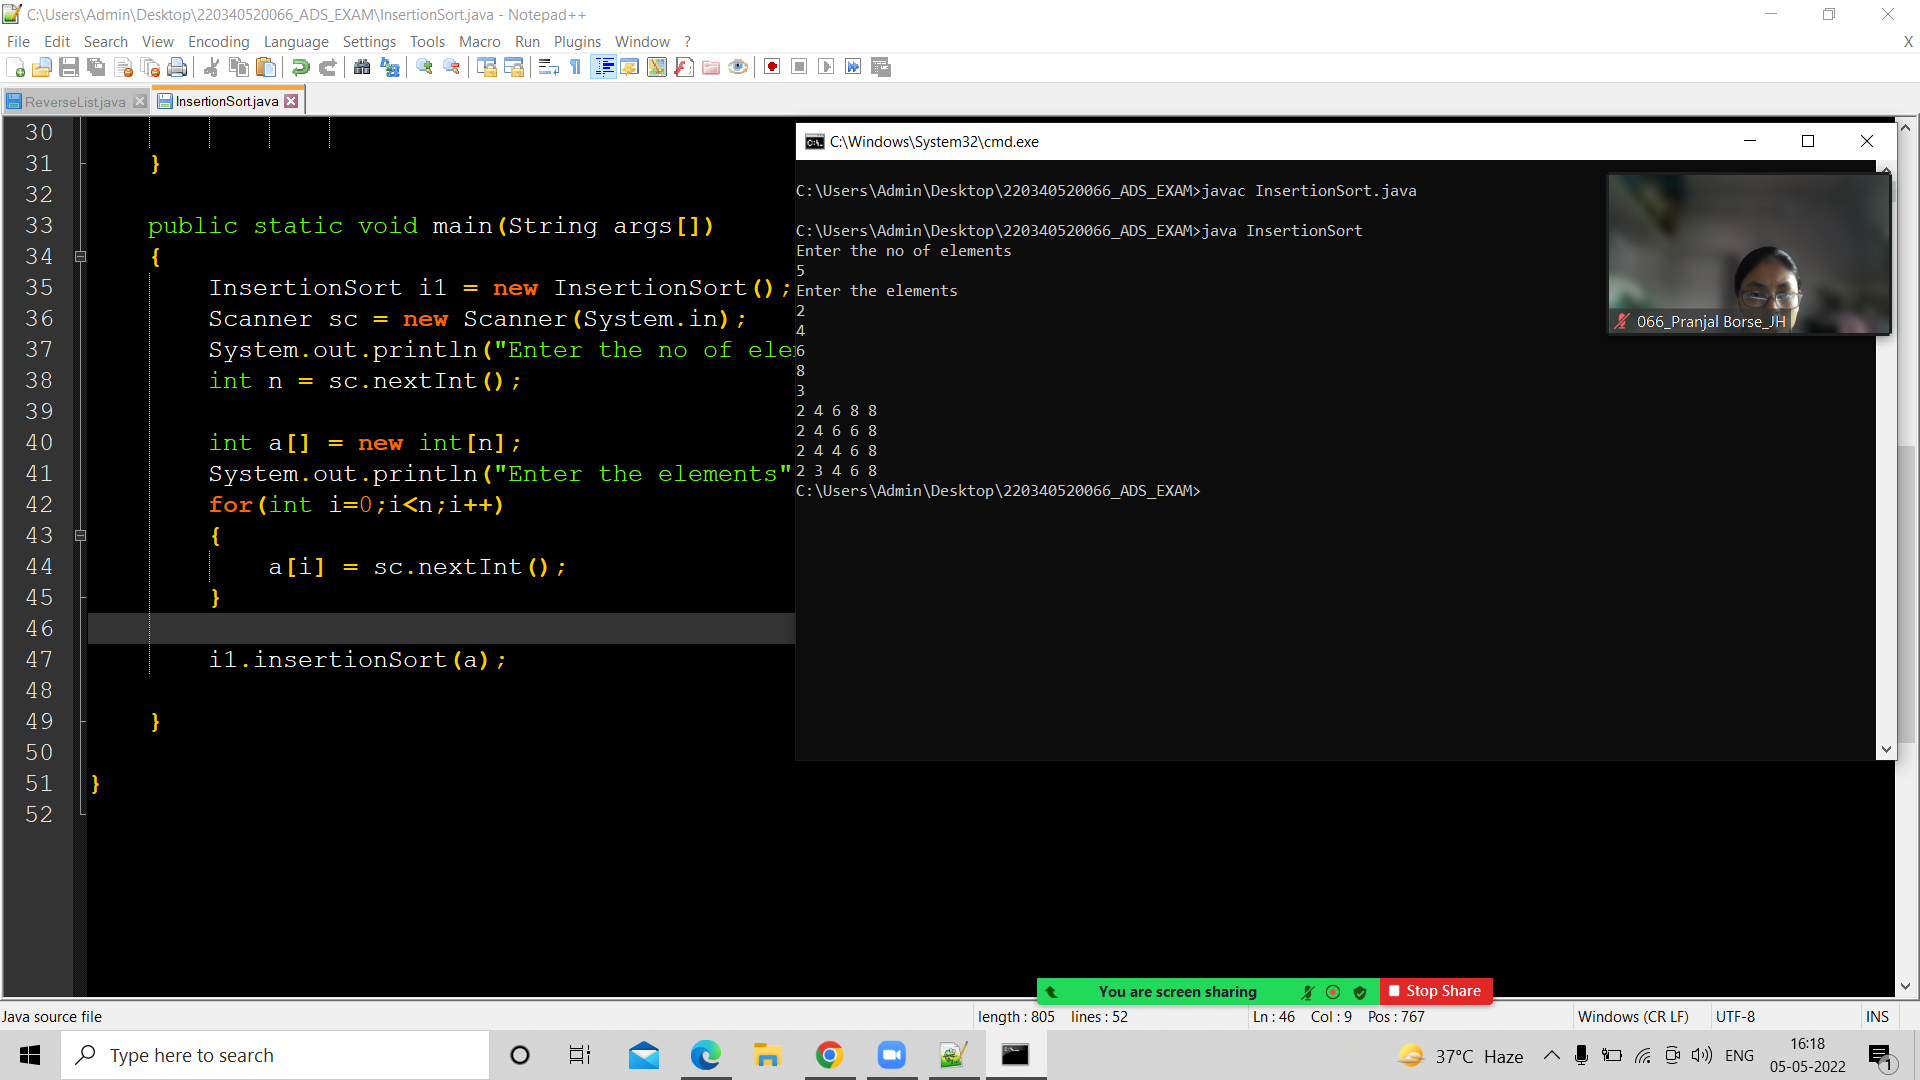 C:\Users\Admin\Desktop\220340520066_ADS_EXAM\InsertionSort.java - Notepad++
File Edit Search View Encoding Language Settings Tools Macro Run Plugins Window ? X
ReverseList.java InsertionSort.java
30
31 }
32
33 public static void main(String args[])
34 {
35 InsertionSort i1 = new InsertionSort();
36 Scanner sc = new Scanner(System.in);
37 System.out.println("Enter the no of ele
38 int n = sc.nextInt();
39
40 int a[] = new int[n];
41 System.out.println("Enter the elements"
42 for(int i=0;i<n;i++)
43 {
44 a[i] = sc.nextInt();
45 }
46
47 i1.insertionSort(a);
48
49 }
50
51 }
52
C:\Windows\System32\cmd.exe
C:\Users\Admin\Desktop\220340520066_ADS_EXAM>javac InsertionSort.java
C:\Users\Admin\Desktop\220340520066_ADS_EXAM>java InsertionSort
Enter the no of elements
5
Enter the elements
2
4
6
8
3
2 4 6 8 8
2 4 6 6 8
2 4 4 6 8
2 3 4 6 8
C:\Users\Admin\Desktop\220340520066_ADS_EXAM>
066_Pranjal Borse_JH
You are screen sharing Stop Share
Java source file length : 805 lines : 52 Ln : 46 Col : 9 Pos : 767 Windows (CR LF) UTF-8 INS
Type here to search 37°C Haze ENG 16:18
05-05-2022 1